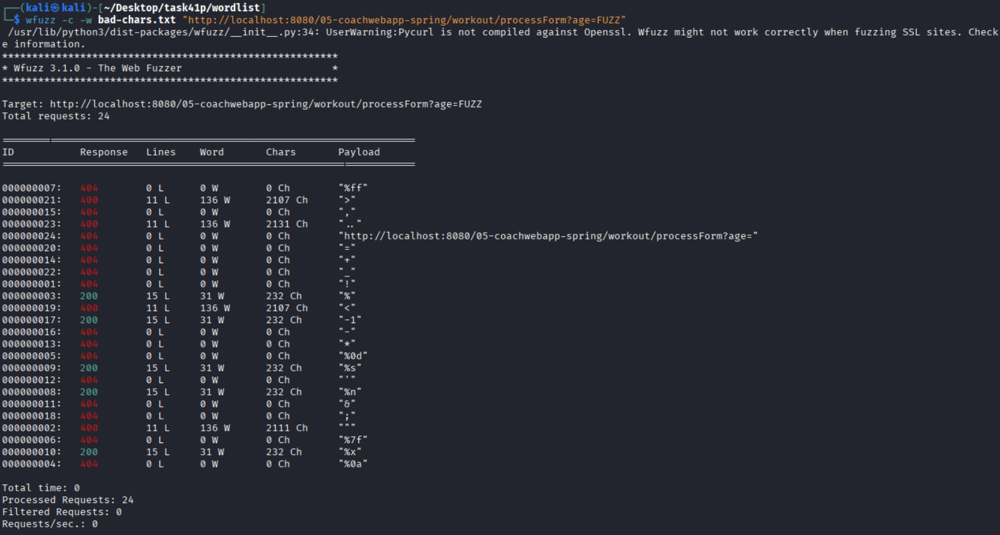 ┌──(kali㉿kali)-[~/Desktop/task41p/wordlist]
└─$ wfuzz -c -w bad-chars.txt "http://localhost:8080/05-coachwebapp-spring/workout/processForm?age=FUZZ"
/usr/lib/python3/dist-packages/wfuzz/__init__.py:34: UserWarning:Pycurl is not compiled against Openssl. Wfuzz might not work correctly when fuzzing SSL sites. Check
e information.
********************************************************
* Wfuzz 3.1.0 - The Web Fuzzer                         *
********************************************************
Target: http://localhost:8080/05-coachwebapp-spring/workout/processForm?age=FUZZ
Total requests: 24
=====================================================================
ID           Response   Lines    Word       Chars       Payload
=====================================================================
000000007:   404        0 L      0 W        0 Ch        "%ff"
000000021:   400        11 L     136 W      2107 Ch     ">"
000000015:   404        0 L      0 W        0 Ch        ","
000000023:   400        11 L     136 W      2131 Ch     ".."
000000024:   404        0 L      0 W        0 Ch        "http://localhost:8080/05-coachwebapp-spring/workout/processForm?age="
000000020:   404        0 L      0 W        0 Ch        "="
000000014:   404        0 L      0 W        0 Ch        "+"
000000022:   404        0 L      0 W        0 Ch        "_"
000000001:   404        0 L      0 W        0 Ch        "!"
000000003:   200        15 L     31 W       232 Ch      "%"
000000019:   400        11 L     136 W      2107 Ch     "<"
000000017:   200        15 L     31 W       232 Ch      "-1"
000000016:   404        0 L      0 W        0 Ch        "-"
000000013:   404        0 L      0 W        0 Ch        "*"
000000005:   404        0 L      0 W        0 Ch        "%0d"
000000009:   200        15 L     31 W       232 Ch      "%s"
000000012:   404        0 L      0 W        0 Ch        "'"
000000008:   200        15 L     31 W       232 Ch      "%n"
000000011:   404        0 L      0 W        0 Ch        "&"
000000018:   404        0 L      0 W        0 Ch        ";"
000000002:   400        11 L     136 W      2111 Ch     """
000000006:   404        0 L      0 W        0 Ch        "%7f"
000000010:   200        15 L     31 W       232 Ch      "%x"
000000004:   404        0 L      0 W        0 Ch        "%0a"
Total time: 0
Processed Requests: 24
Filtered Requests: 0
Requests/sec.: 0